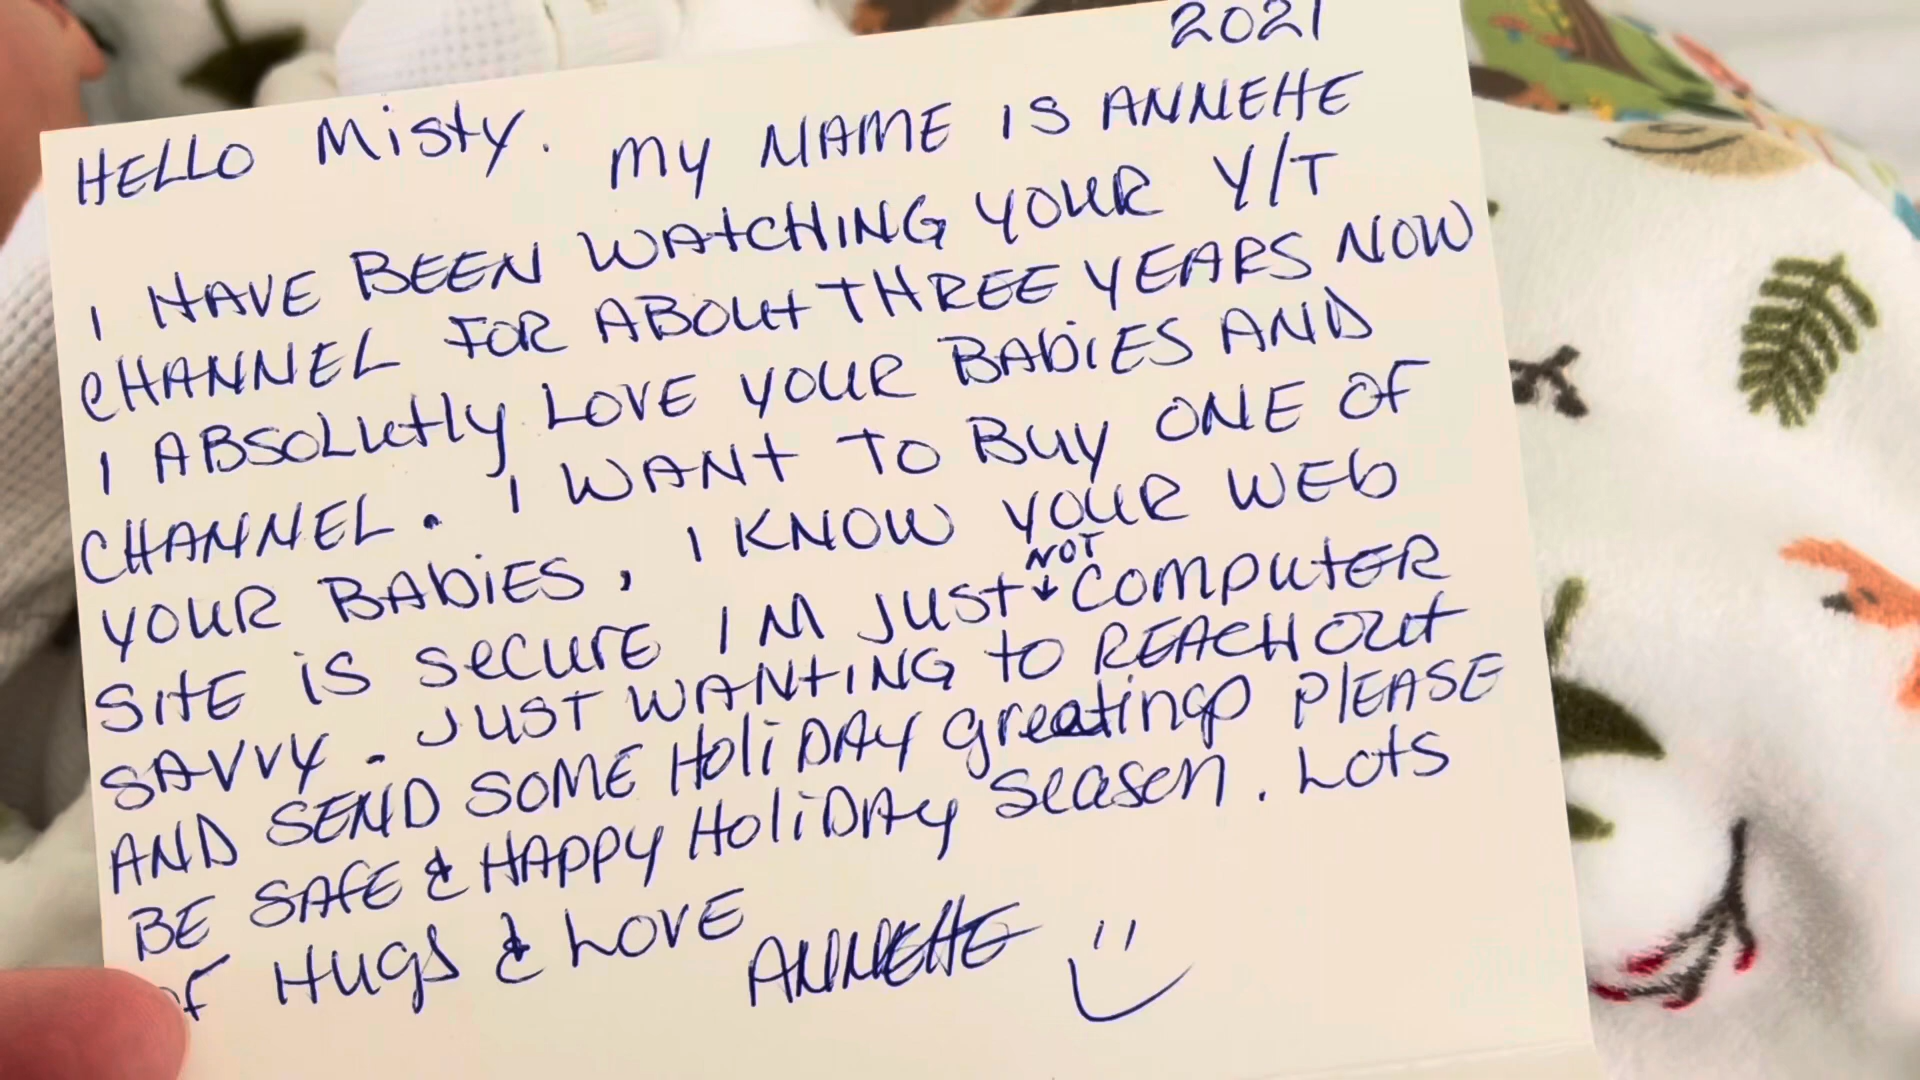 2021
HELLO Misty. MY NAME IS ANNEttE
I HAVE BEEN WATCHING YOUR Y/T
CHANNEL FOR ABOUT THREE YEARS NOW
I ABSOLUTLY LOVE YOUR BABIES AND
CHANNEL. I WANT TO BUY ONE OF
YOUR BABIES, I KNOW YOUR WEB
SITE IS SECURE IM JUST NOT COMPUTER
SAVVY. JUST WANTING TO REACH OUT
AND SEND SOME HOLIDAY greetings PLEASE
BE SAFE & HAPPY HOLIDAY season. LOTS
OF HUGS & LOVE
ANNEttE